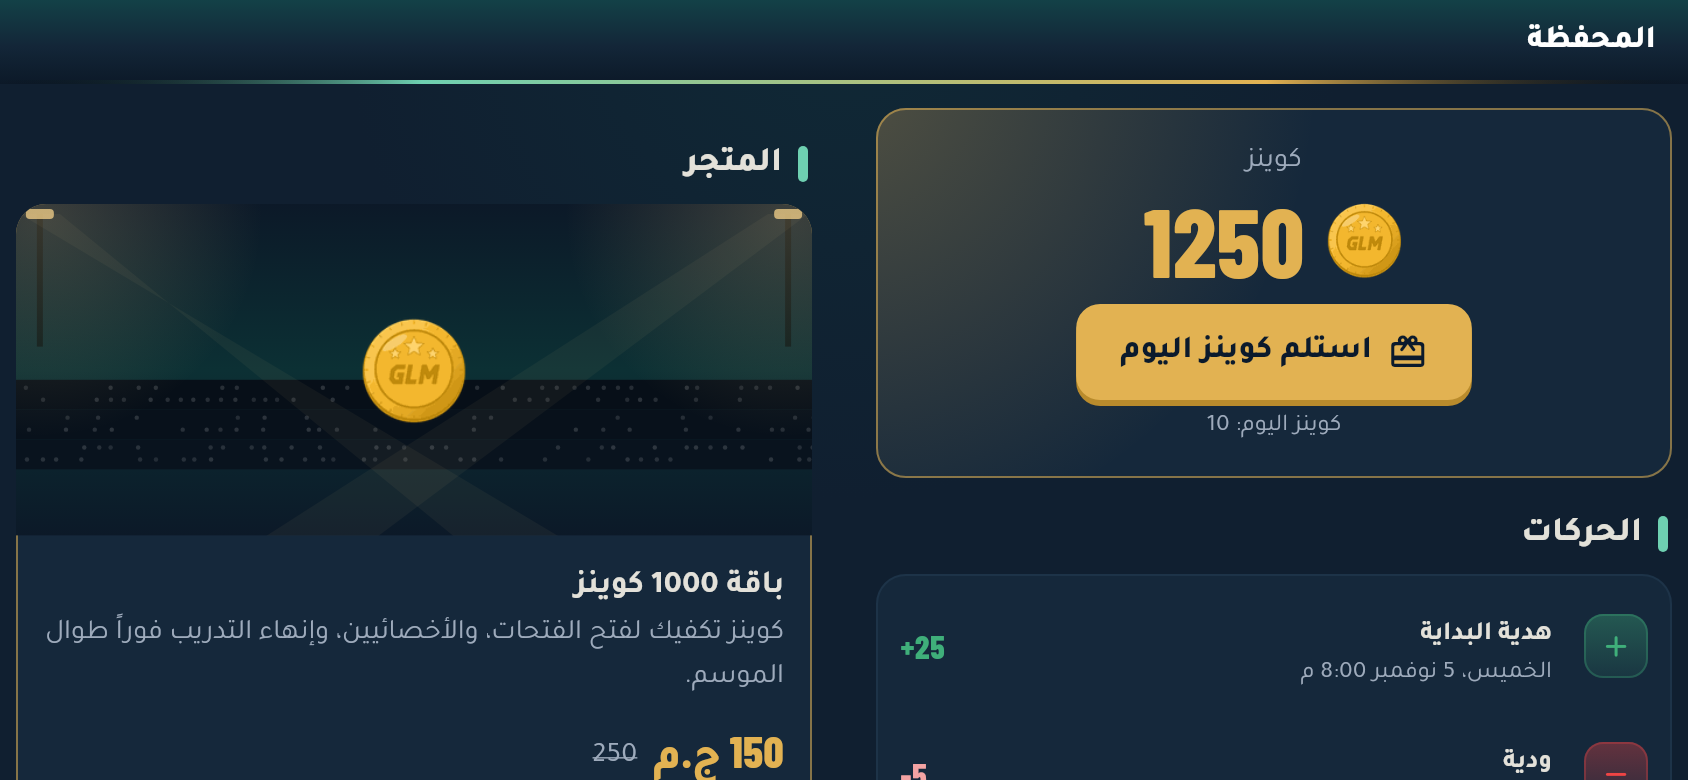 المحفظة
كوينز
GLM 1250
استلم كوينز اليوم
كوينز اليوم: 10
الحركات
هدية البداية
الخميس، 5 نوفمبر 8:00 م
+25
ودية
-5
المتجر
GLM
باقة 1000 كوينز
كوينز تكفيك لفتح الفتحات، والأخصائيين، وإنهاء التدريب فوراً طوال
الموسم.
150 ج.م 250